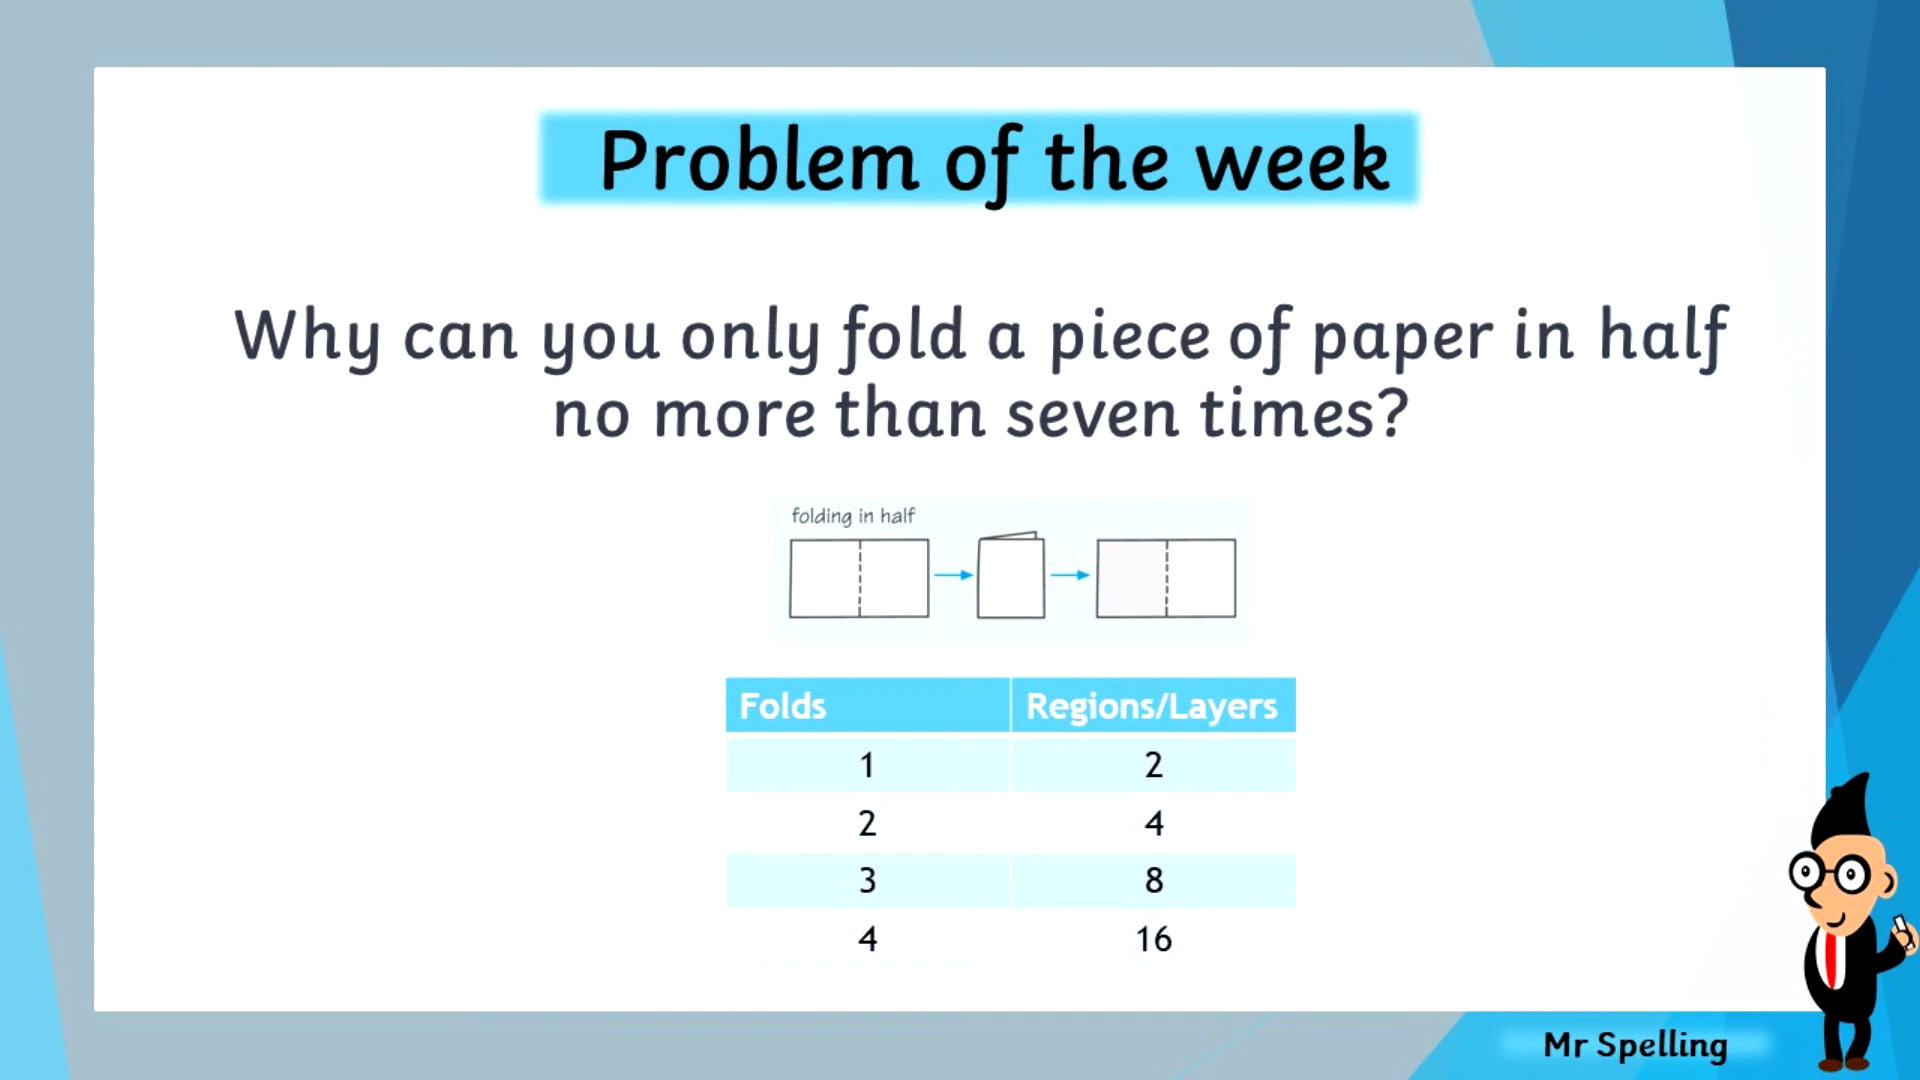 Problem of the week
Why can you only fold a piece of paper in half
no more than seven times?
folding in half
Folds Regions/Layers
1 2
2 4
3 8
4 16
Mr Spelling